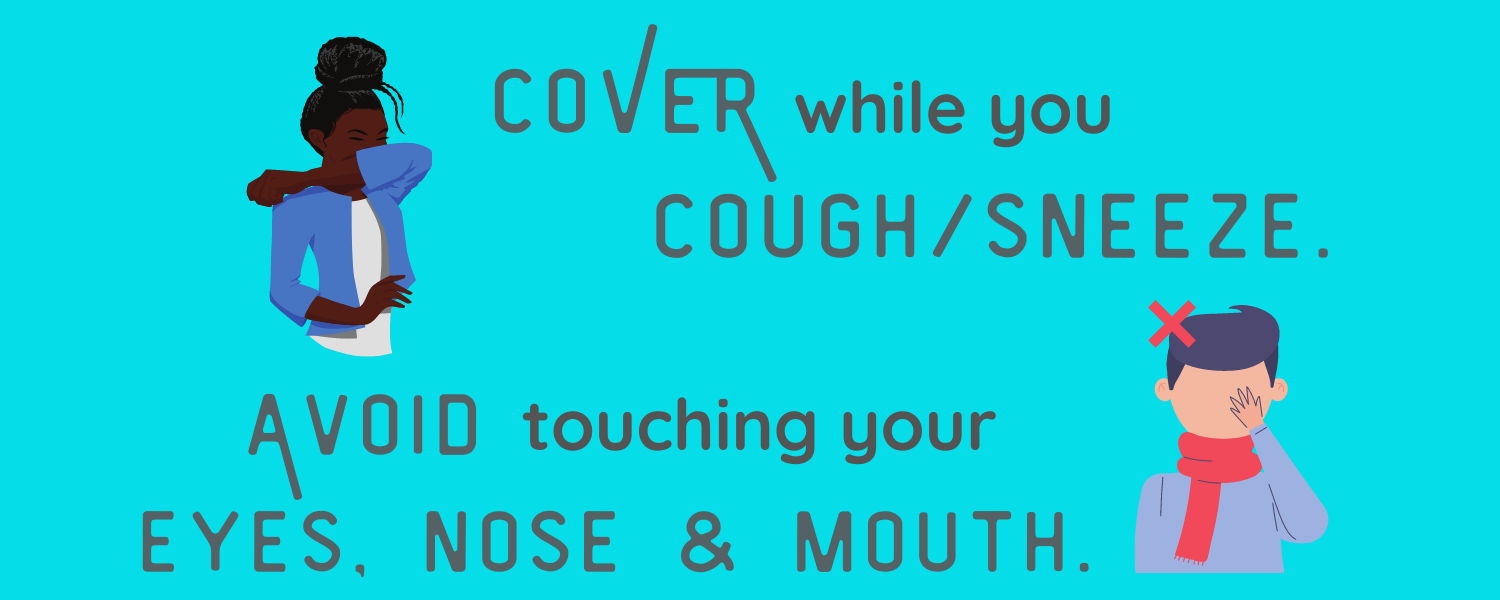 COVER while you
COUGH/SNEEZE.
AVOID touching your
EYES, NOSE & MOUTH.